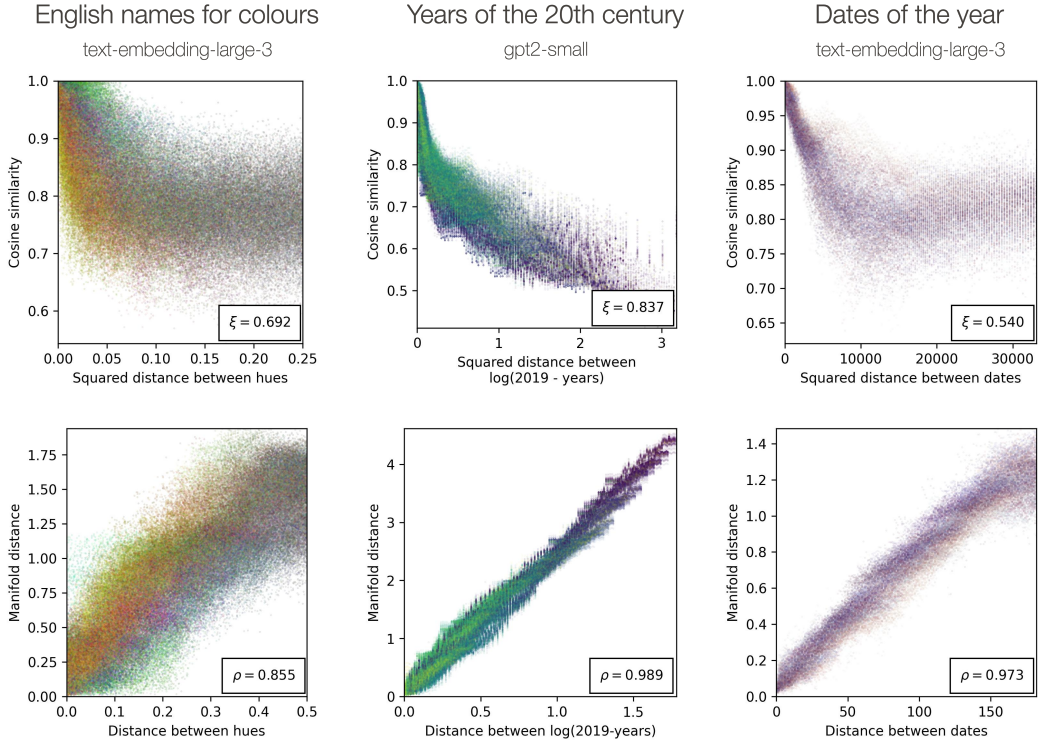 English names for colours
text-embedding-large-3
Years of the 20th century
gpt2-small
Dates of the year
text-embedding-large-3
1.0
0.9
0.8
0.7
0.6
Cosine similarity
ξ = 0.692
0.00 0.05 0.10 0.15 0.20 0.25
Squared distance between hues
1.0
0.9
0.8
0.7
0.6
0.5
Cosine similarity
ξ = 0.837
0 1 2 3
Squared distance between
log(2019 - years)
1.00
0.95
0.90
0.85
0.80
0.75
0.70
0.65
Cosine similarity
ξ = 0.540
0 10000 20000 30000
Squared distance between dates
1.75
1.50
1.25
1.00
0.75
0.50
0.25
0.00
Manifold distance
ρ = 0.855
0.0 0.1 0.2 0.3 0.4 0.5
Distance between hues
4
3
2
1
0
Manifold distance
ρ = 0.989
0.0 0.5 1.0 1.5
Distance between log(2019-years)
1.4
1.2
1.0
0.8
0.6
0.4
0.2
0.0
Manifold distance
ρ = 0.973
0 50 100 150
Distance between dates